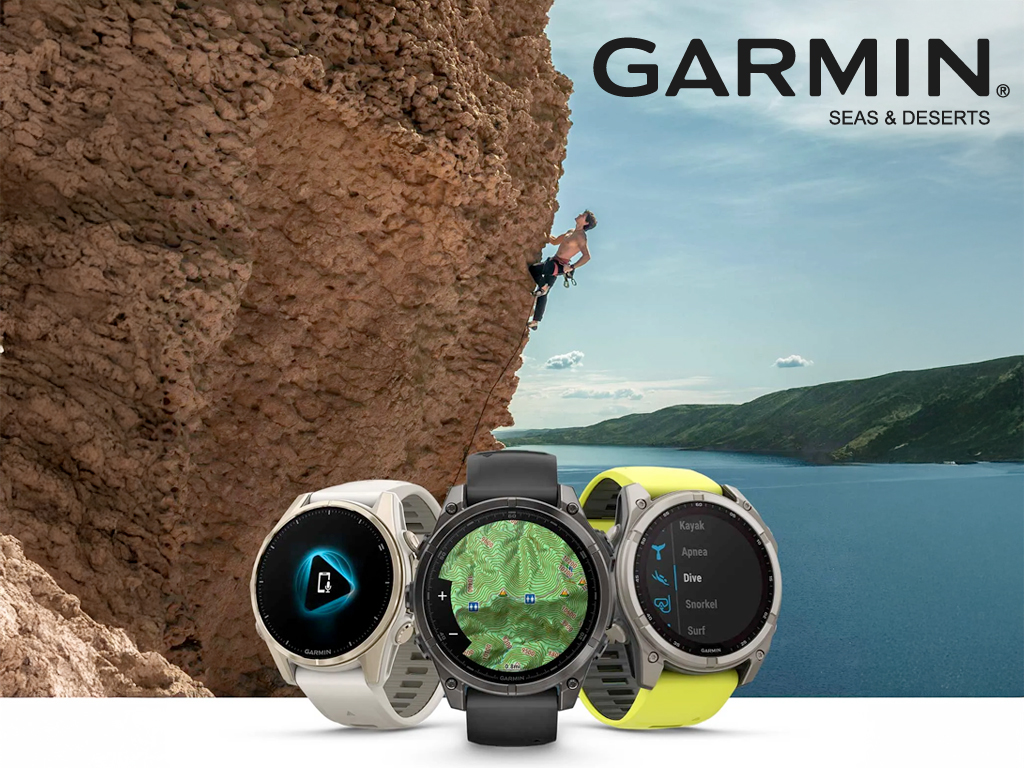 GARMIN®
SEAS & DESERTS
GARMIN
+
−
GARMIN
Kayak
Apnea
Dive
Snorkel
Surf
GARMIN